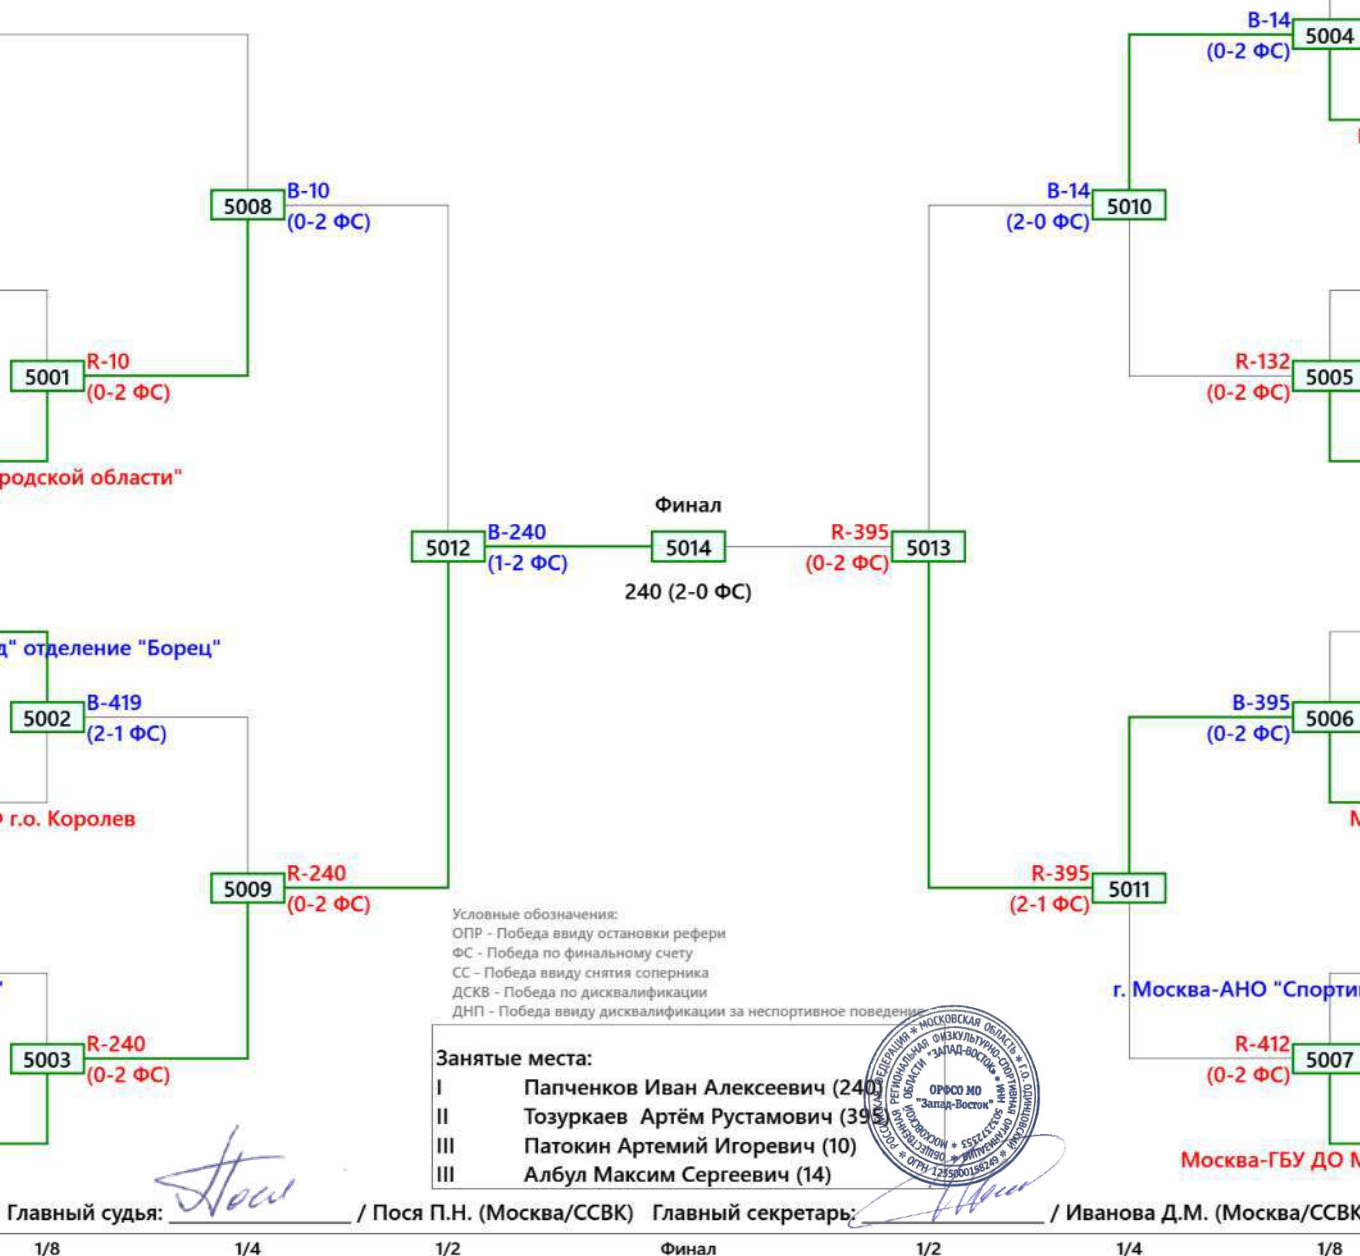 B-14
5004
(0-2 ФС)
B-10
5008
(0-2 ФС)
B-14
5010
(2-0 ФС)
R-10
5001
(0-2 ФС)
R-132
5005
(0-2 ФС)
родской области"
Финал
B-240
5012
(1-2 ФС)
5014
R-395
5013
(0-2 ФС)
240 (2-0 ФС)
д" отделение "Борец"
B-419
5002
(2-1 ФС)
B-395
5006
(0-2 ФС)
г.о. Королев
R-240
5009
(0-2 ФС)
R-395
5011
(2-1 ФС)
Условные обозначения:
ОПР - Победа ввиду остановки рефери
ФС - Победа по финальному счету
СС - Победа ввиду снятия соперника
ДСКВ - Победа по дисквалификации
ДНП - Победа ввиду дисквалификации за неспортивное поведение
г. Москва-АНО "Спорти
R-240
5003
(0-2 ФС)
R-412
5007
(0-2 ФС)
Занятые места:
I Папченков Иван Алексеевич (240)
II Тозуркаев Артём Рустамович (395)
III Патокин Артемий Игоревич (10)
III Албул Максим Сергеевич (14)
ОРФСО МО
"Запад-Восток"
Москва-ГБУ ДО М
Главный судья: / Пося П.Н. (Москва/ССВК) Главный секретарь: / Иванова Д.М. (Москва/ССВК
1/8 1/4 1/2 Финал 1/2 1/4 1/8